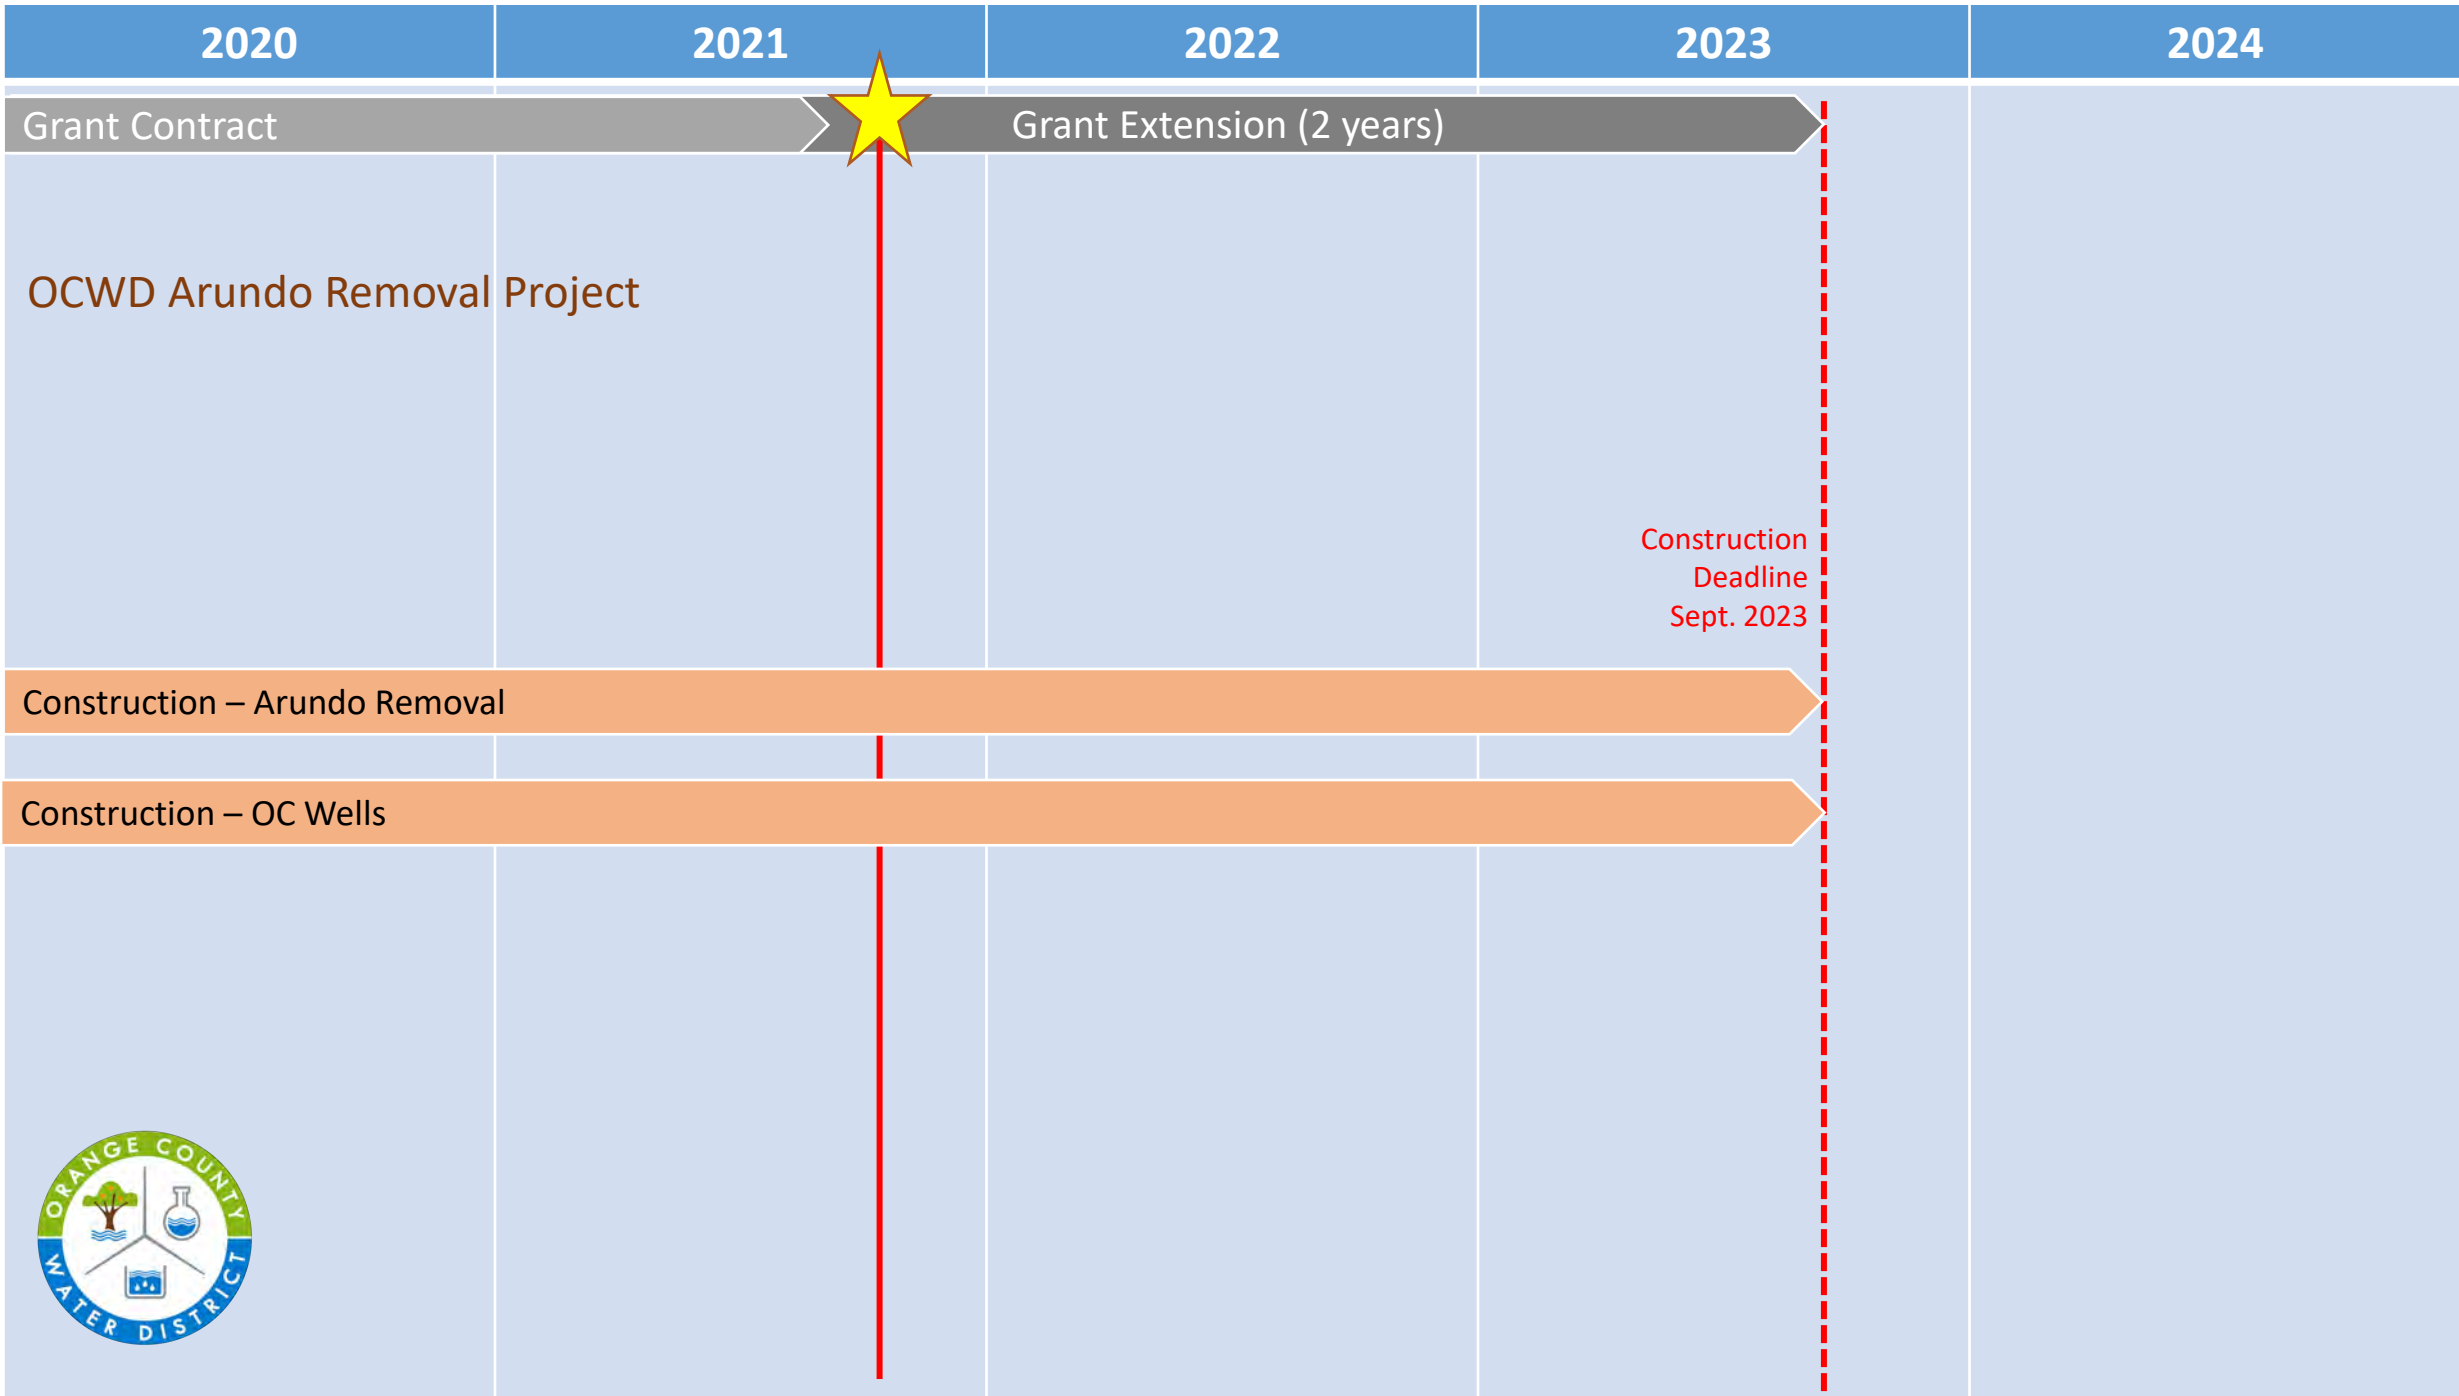 2020 2021 2022 2023 2024
Grant Contract
Grant Extension (2 years)
OCWD Arundo Removal Project
Construction
Deadline
Sept. 2023
Construction – Arundo Removal
Construction – OC Wells
ORANGE COUNTY
WATER DISTRICT